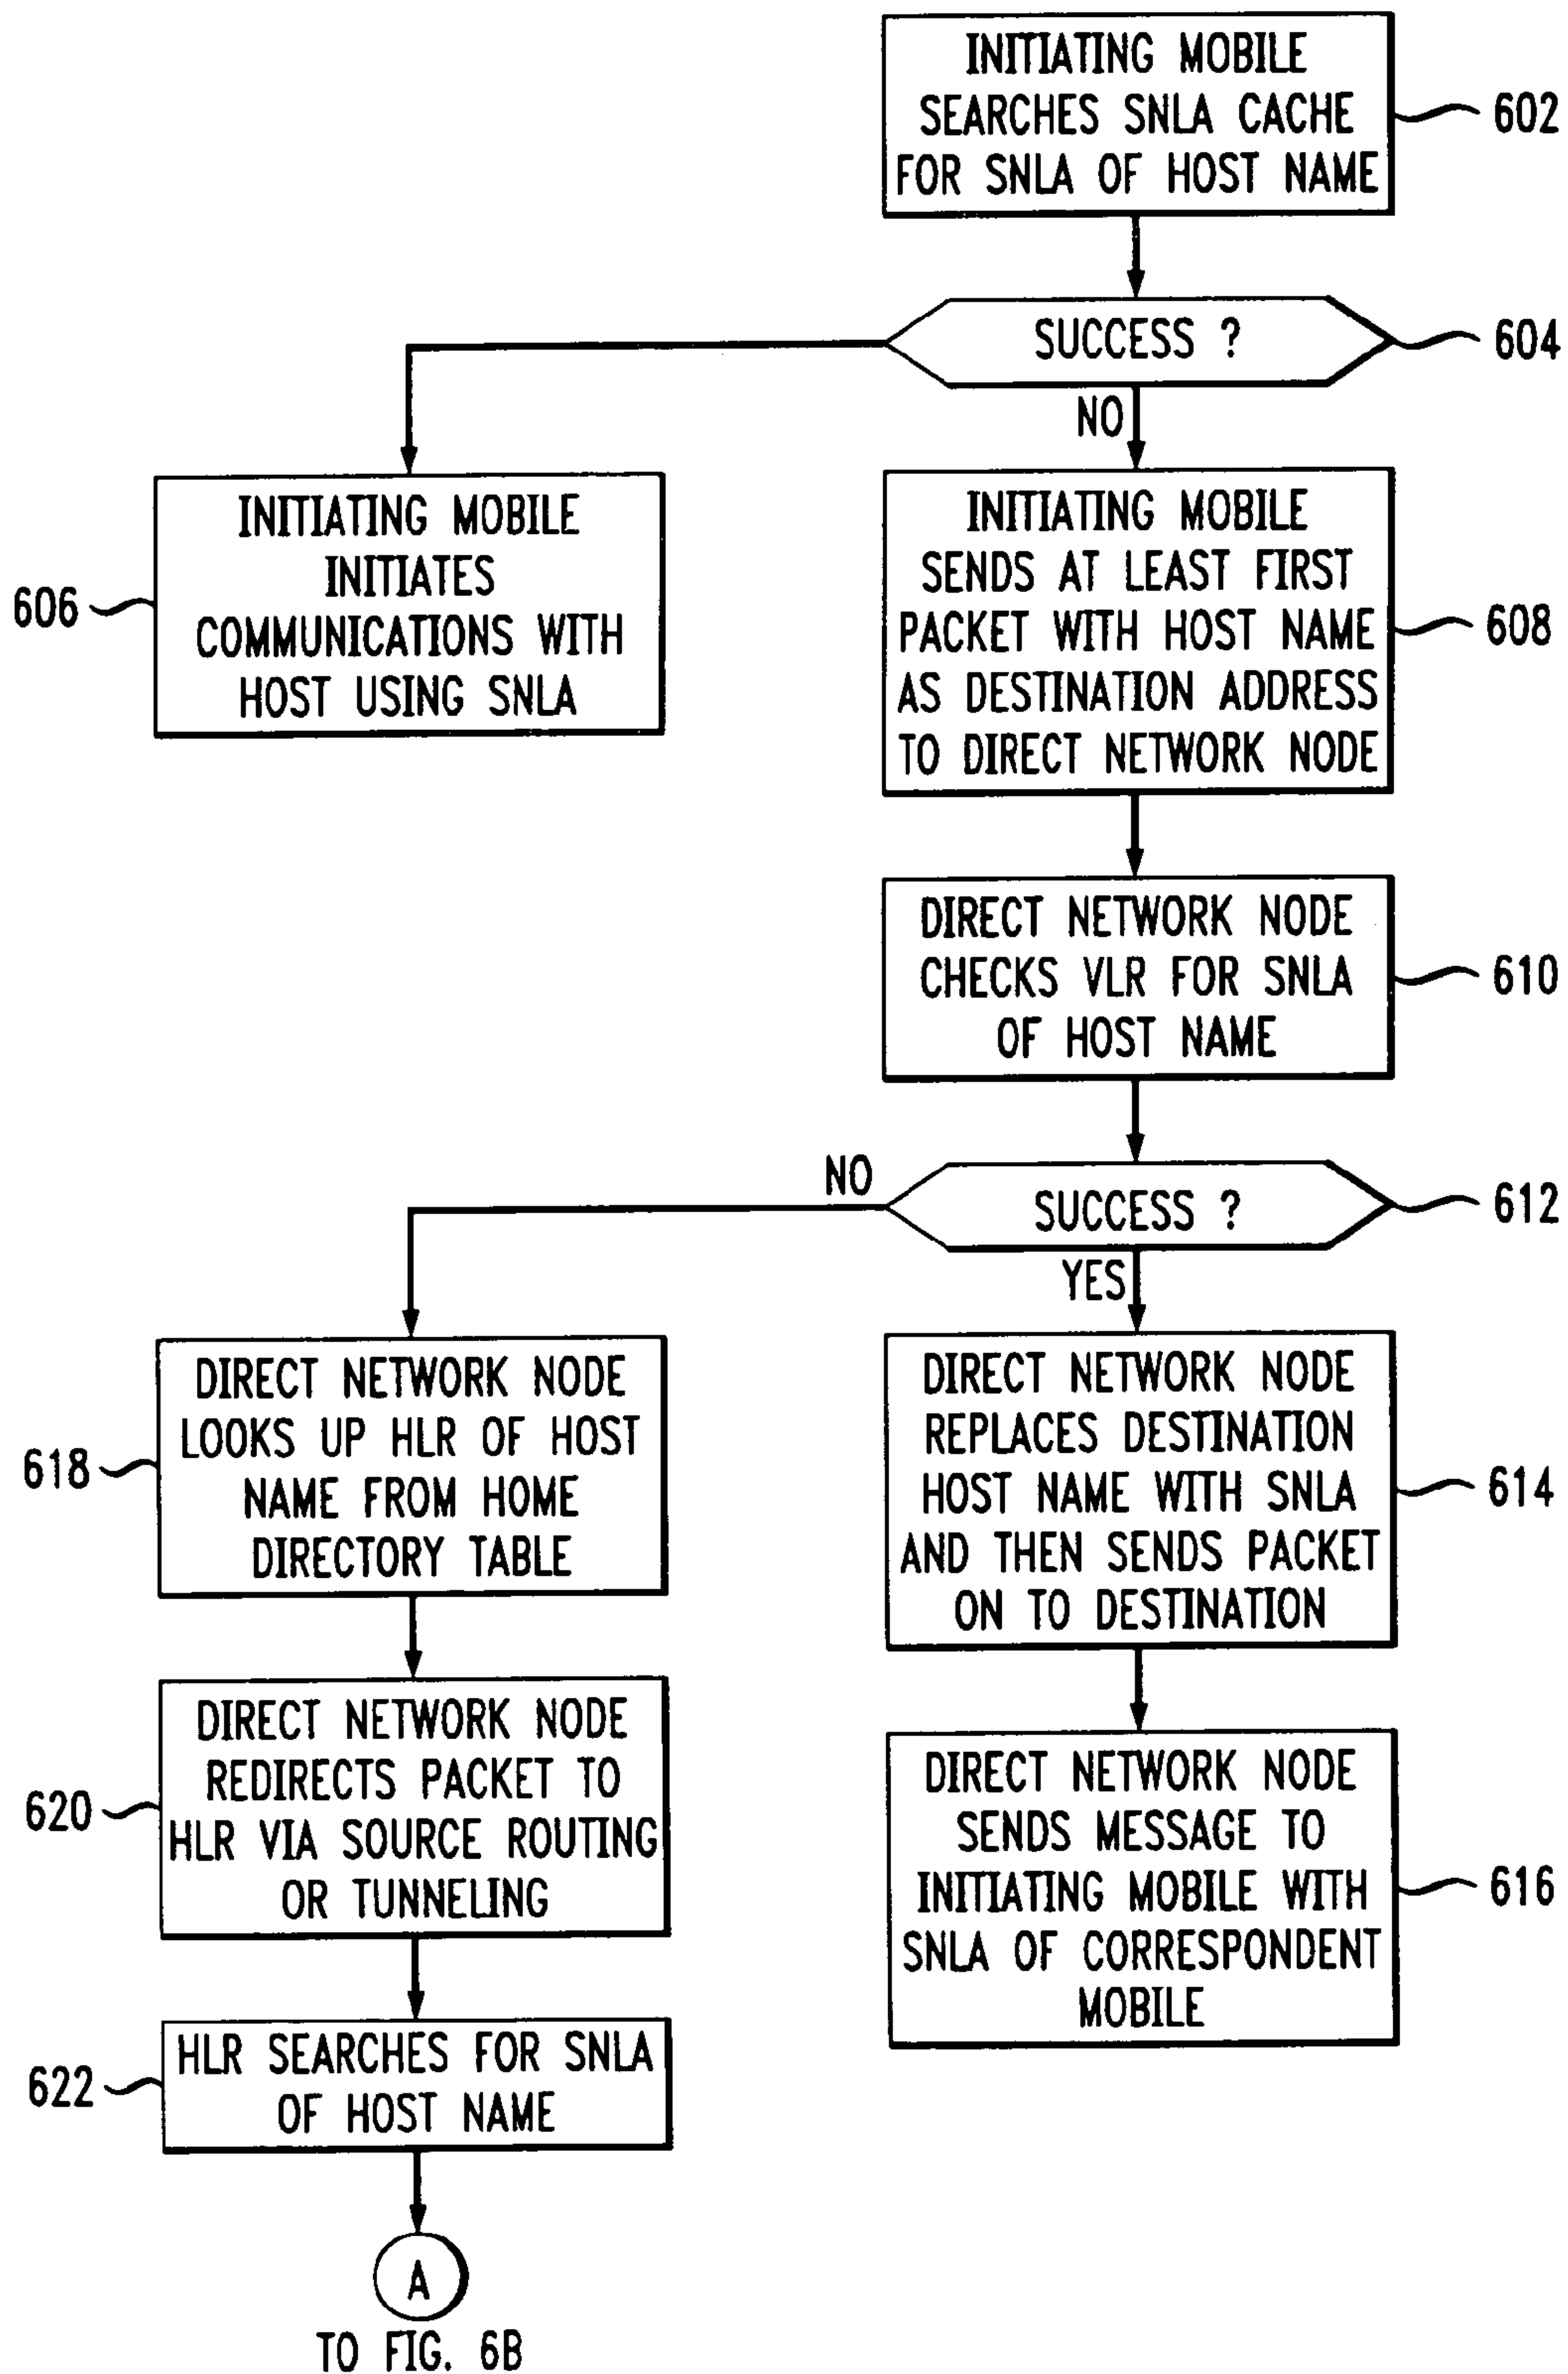 INITIATING MOBILE
SEARCHES SNLA CACHE
FOR SNLA OF HOST NAME
602
SUCCESS ?
604
NO
INITIATING MOBILE
INITIATES
COMMUNICATIONS WITH
HOST USING SNLA
606
INITIATING MOBILE
SENDS AT LEAST FIRST
PACKET WITH HOST NAME
AS DESTINATION ADDRESS
TO DIRECT NETWORK NODE
608
DIRECT NETWORK NODE
CHECKS VLR FOR SNLA
OF HOST NAME
610
NO
SUCCESS ?
612
YES
DIRECT NETWORK NODE
LOOKS UP HLR OF HOST
NAME FROM HOME
DIRECTORY TABLE
618
DIRECT NETWORK NODE
REPLACES DESTINATION
HOST NAME WITH SNLA
AND THEN SENDS PACKET
ON TO DESTINATION
614
DIRECT NETWORK NODE
REDIRECTS PACKET TO
HLR VIA SOURCE ROUTING
OR TUNNELING
620
DIRECT NETWORK NODE
SENDS MESSAGE TO
INITIATING MOBILE WITH
SNLA OF CORRESPONDENT
MOBILE
616
HLR SEARCHES FOR SNLA
OF HOST NAME
622
A
TO FIG. 6B